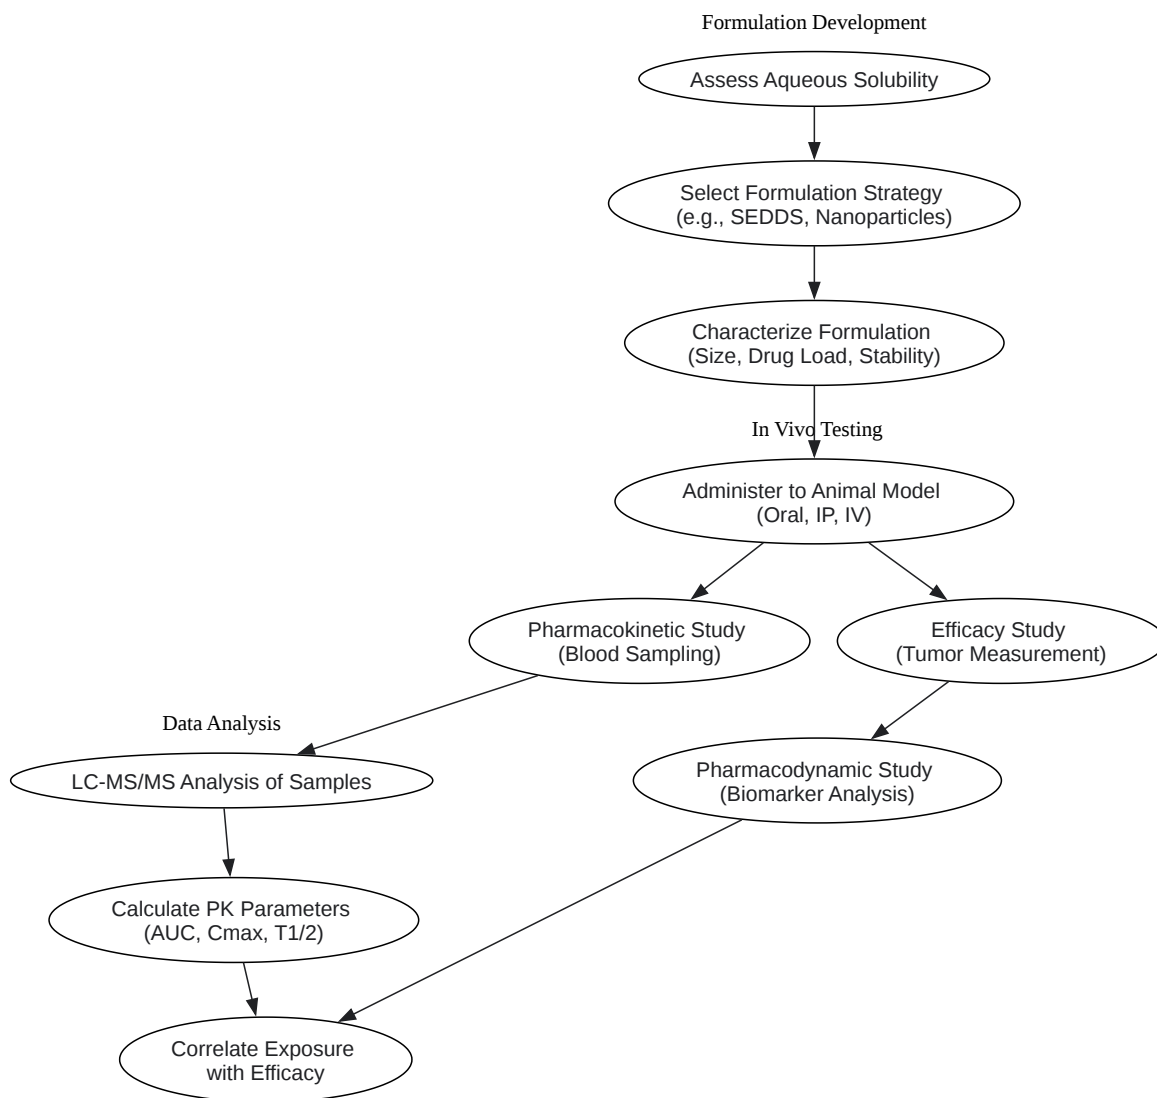 Formulation Development
Assess Aqueous Solubility
Select Formulation Strategy
(e.g., SEDDS, Nanoparticles)
Characterize Formulation
(Size, Drug Load, Stability)
In Vivo Testing
Administer to Animal Model
(Oral, IP, IV)
Pharmacokinetic Study
(Blood Sampling)
Efficacy Study
(Tumor Measurement)
Data Analysis
LC-MS/MS Analysis of Samples
Pharmacodynamic Study
(Biomarker Analysis)
Calculate PK Parameters
(AUC, Cmax, T1/2)
Correlate Exposure
with Efficacy